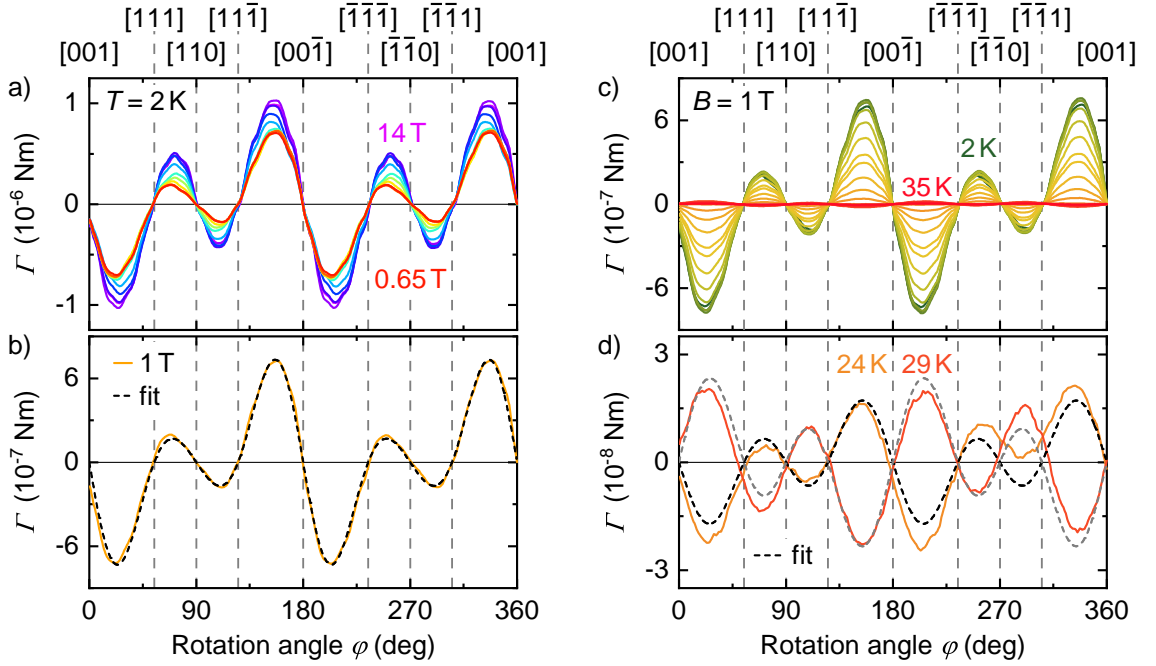 [111] [111̄] [1̄1̄1̄] [1̄1̄1] [111] [111̄] [1̄1̄1̄] [1̄1̄1]
[001] [110] [001̄] [1̄1̄0] [001] [001] [110] [001̄] [1̄1̄0] [001]
a) T = 2 K
14 T
0.65 T
1
0
-1
Γ (10⁻⁶ Nm)
c) B = 1 T
2 K
35 K
6
0
-6
Γ (10⁻⁷ Nm)
b)
1 T
fit
6
0
-6
Γ (10⁻⁷ Nm)
0 90 180 270 360
Rotation angle φ (deg)
d)
24 K 29 K
fit
3
0
-3
Γ (10⁻⁸ Nm)
0 90 180 270 360
Rotation angle φ (deg)